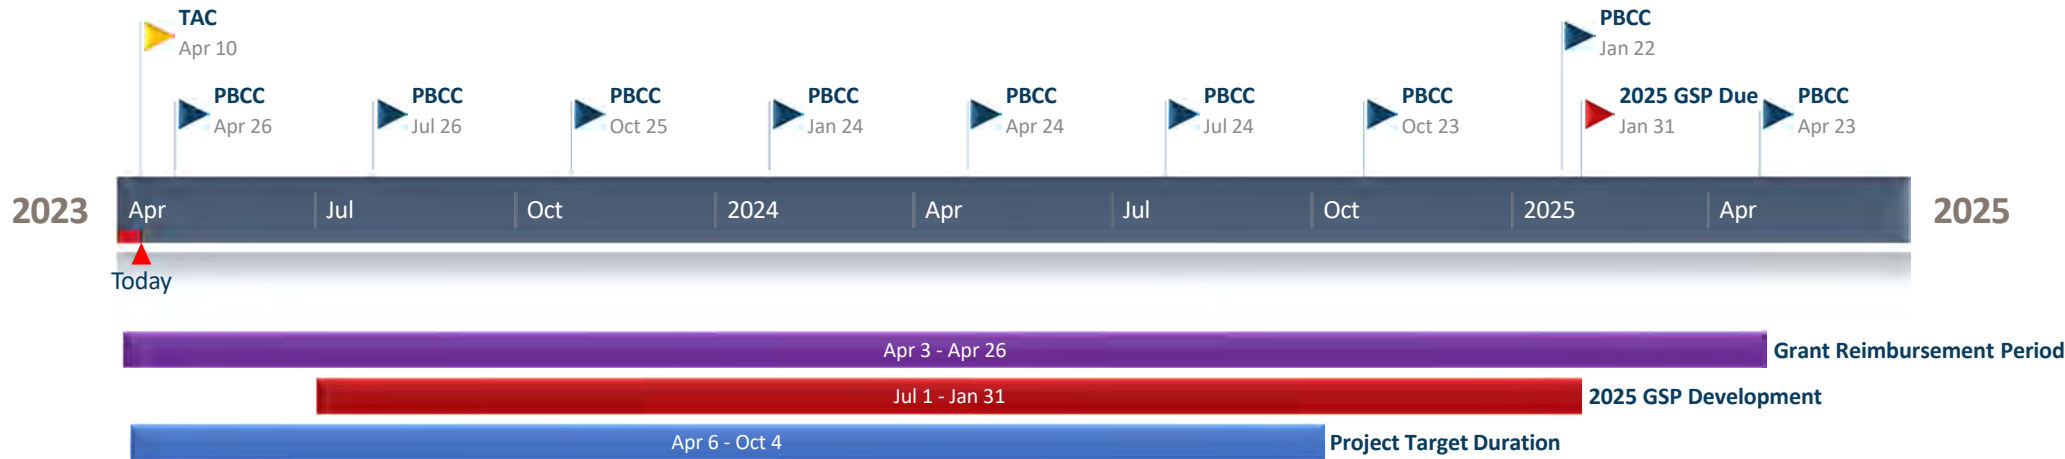 TAC
Apr 10
PBCC
Jan 22
PBCC
Apr 26
PBCC
Jul 26
PBCC
Oct 25
PBCC
Jan 24
PBCC
Apr 24
PBCC
Jul 24
PBCC
Oct 23
2025 GSP Due
Jan 31
PBCC
Apr 23
2023
Apr
Jul
Oct
2024
Apr
Jul
Oct
2025
Apr
2025
Today
Apr 3 - Apr 26
Grant Reimbursement Period
Jul 1 - Jan 31
2025 GSP Development
Apr 6 - Oct 4
Project Target Duration